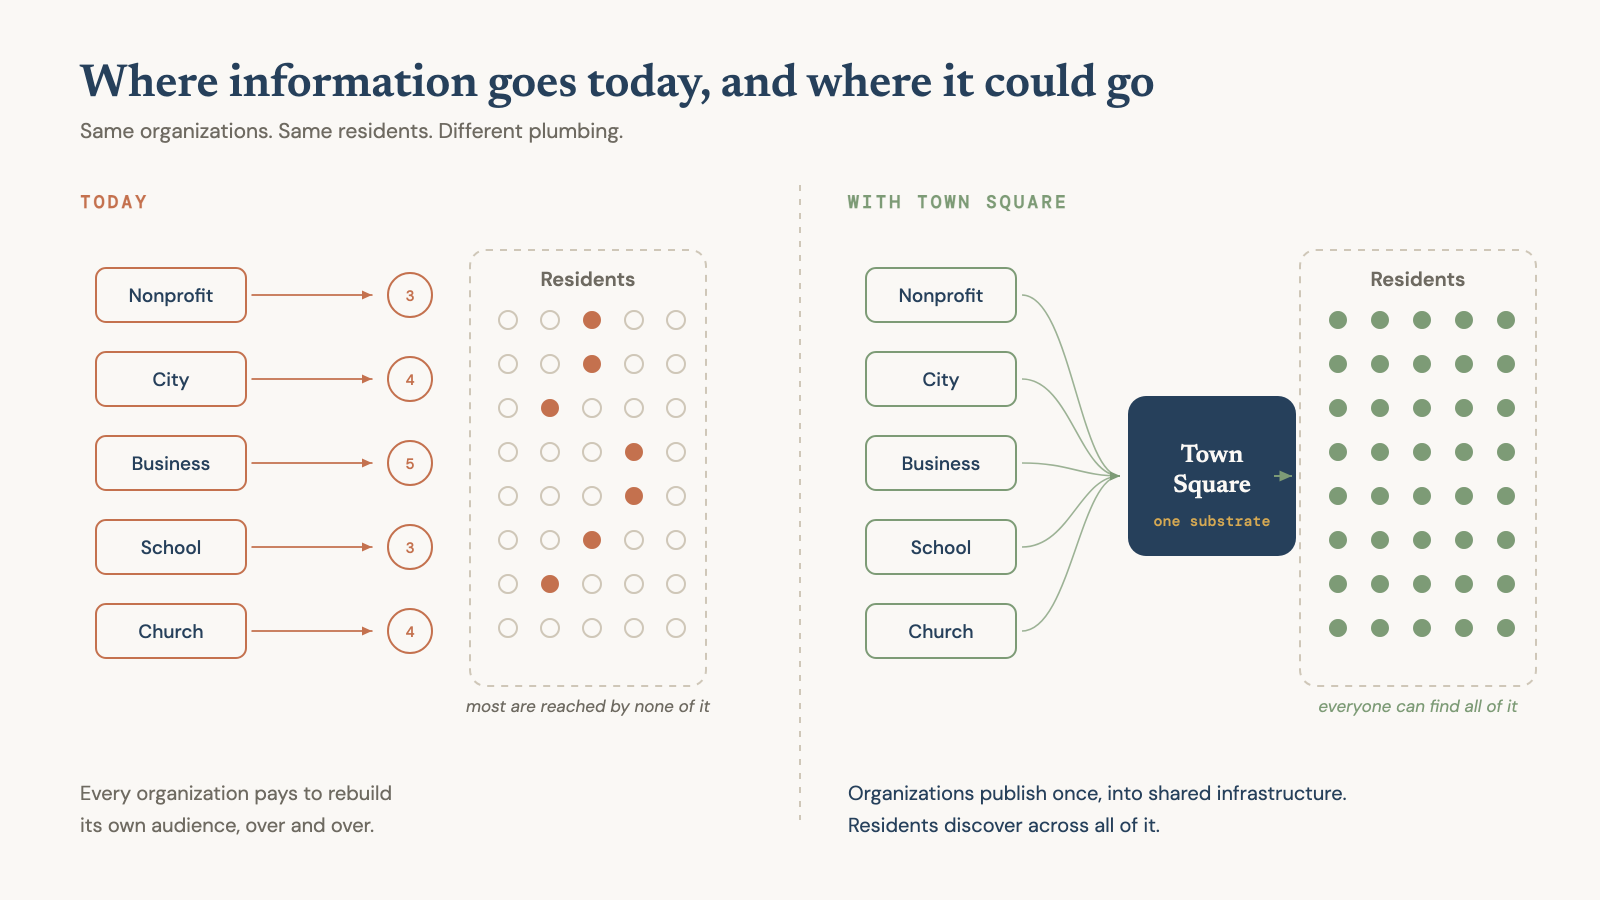 Where information goes today, and where it could go
Same organizations. Same residents. Different plumbing.
TODAY
Nonprofit
3
City
4
Business
5
School
3
Church
4
Residents
most are reached by none of it
Every organization pays to rebuild
its own audience, over and over.
WITH TOWN SQUARE
Nonprofit
City
Business
School
Church
Town
Square
one substrate
Residents
everyone can find all of it
Organizations publish once, into shared infrastructure.
Residents discover across all of it.